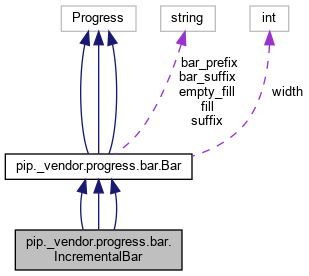 Progress
string
int
bar_prefix
bar_suffix
empty_fill
fill
suffix
width
pip._vendor.progress.bar.Bar
pip._vendor.progress.bar.
IncrementalBar